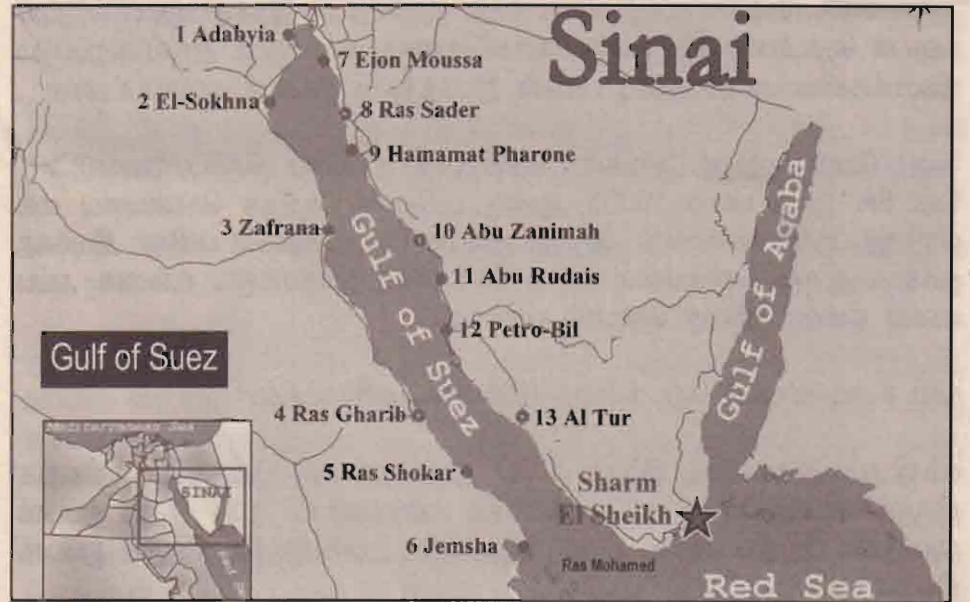 Sinai
1 Adabyia
7 Ejon Moussa
2 El-Sokhna
8 Ras Sader
9 Hamamat Pharone
3 Zafrana
10 Abu Zanimah
11 Abu Rudais
12 Petro-Bil
Gulf of Suez
Gulf of Aqaba
Gulf of Suez
4 Ras Gharib
13 Al Tur
5 Ras Shokar
Sharm
El Sheikh
6 Jemsha
Ras Mohamed
Red Sea
SINAI